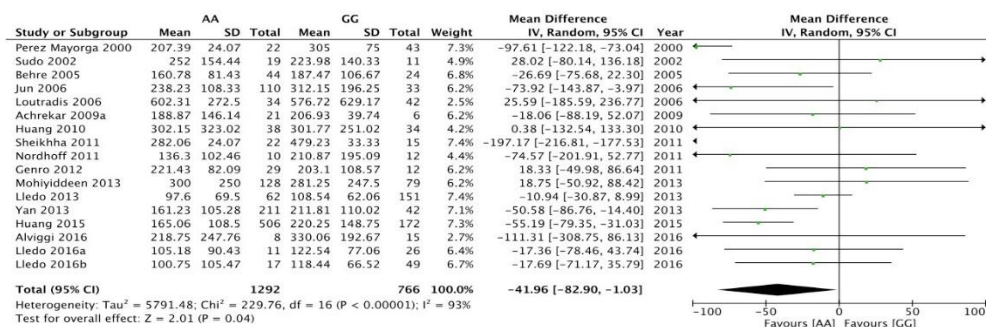 AA GG Mean Difference Mean Difference
Study or Subgroup Mean SD Total Mean SD Total Weight IV, Random, 95% CI Year IV, Random, 95% CI
Perez Mayorga 2000 207.39 24.07 22 305 75 43 7.3% -97.61 [-122.18, -73.04] 2000
Sudo 2002 252 154.44 19 223.98 140.33 11 3.5% 28.02 [-80.14, 136.18] 2002
Behre 2005 160.78 81.43 44 187.47 106.67 24 6.4% -26.69 [-75.68, 22.30] 2005
Jun 2006 238.23 108.33 110 312.15 196.25 33 5.3% -73.92 [-143.87, -3.97] 2006
Loutradis 2006 602.31 272.5 34 576.72 629.17 42 1.4% 25.59 [-185.59, 236.77] 2006
Achrekar 2009a 188.87 146.14 21 206.93 39.74 6 5.3% -18.06 [-88.19, 52.07] 2009
Huang 2010 302.15 323.02 38 301.77 251.02 34 2.7% 0.38 [-132.54, 133.30] 2010
Sheikhha 2011 282.06 24.07 22 479.23 33.33 15 7.4% -197.17 [-216.81, -177.53] 2011
Nordhoff 2011 136.3 102.46 10 210.87 195.09 12 2.9% -74.57 [-201.91, 52.77] 2011
Genro 2012 221.43 82.09 29 203.1 108.57 12 5.4% 18.33 [-49.98, 86.64] 2011
Mohiyiddeen 2013 300 250 128 281.25 247.5 79 5.3% 18.75 [-50.92, 88.42] 2013
Lledo 2013 97.6 69.5 62 108.54 62.06 151 7.4% -10.94 [-30.87, 8.99] 2013
Yan 2013 161.23 105.28 211 211.81 110.02 42 7.0% -50.58 [-86.76, -14.40] 2013
Huang 2015 165.06 108.5 506 220.25 148.75 172 7.4% -55.19 [-79.35, -31.03] 2015
Alviggi 2016 218.75 247.76 8 330.06 192.67 15 1.5% -111.31 [-308.75, 86.13] 2016
Lledo 2016a 105.18 90.43 11 122.54 77.06 26 5.8% -17.36 [-78.46, 43.74] 2016
Lledo 2016b 100.75 105.47 17 118.44 66.52 49 6.2% -17.69 [-71.17, 35.79] 2016
Total (95% CI) 1292 766 100.0% -41.96 [-82.90, -1.03]
Heterogeneity: Tau² = 5791.48; Chi² = 229.76, df = 16 (P < 0.00001); I² = 93%
Test for overall effect: Z = 2.01 (P = 0.04)
-100 -50 0 50 100
Favours [AA] Favours [GG]